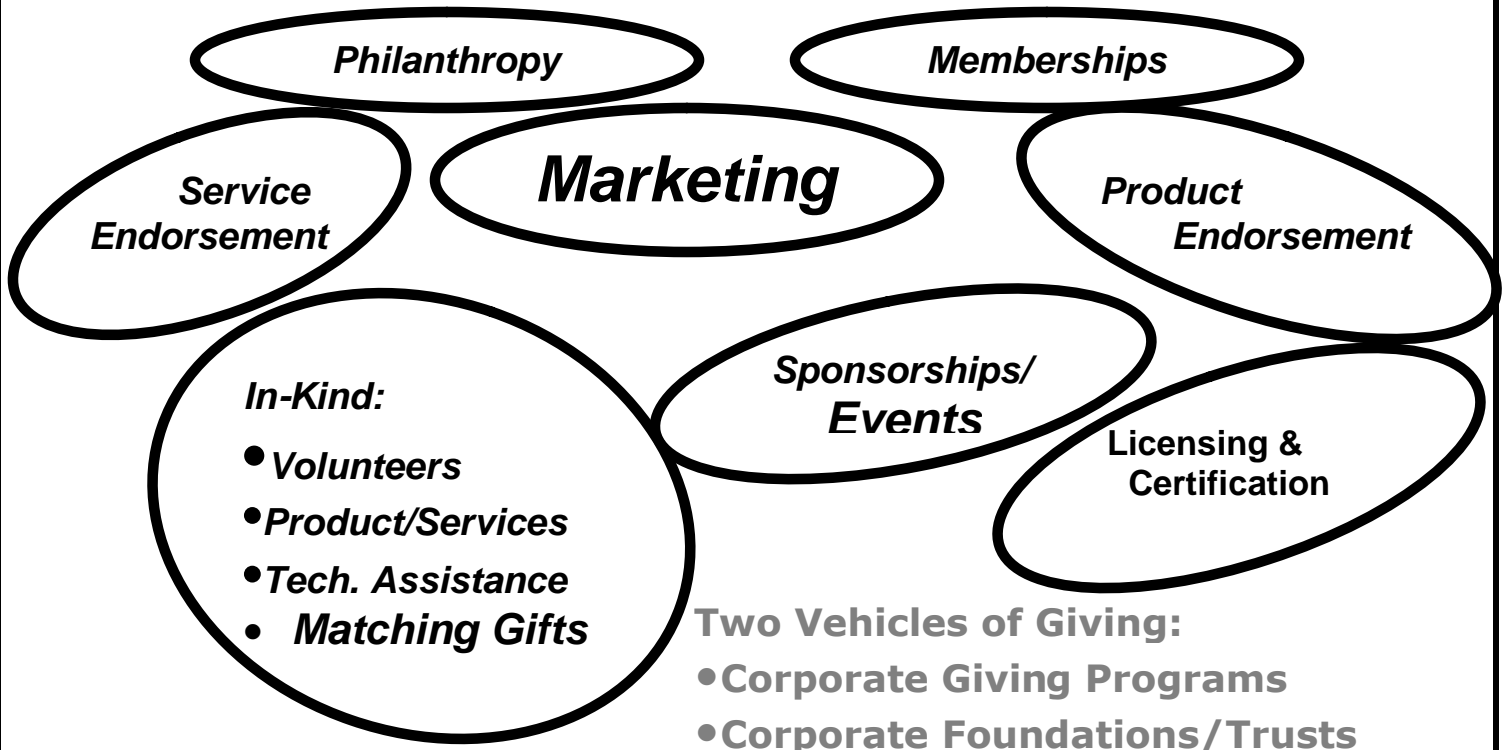 Philanthropy
Memberships
Marketing
Service
Endorsement
Product
Endorsement
Sponsorships/
Events
In-Kind:
•Volunteers
•Product/Services
•Tech. Assistance
• Matching Gifts
Licensing &
Certification
Two Vehicles of Giving:
•Corporate Giving Programs
•Corporate Foundations/Trusts